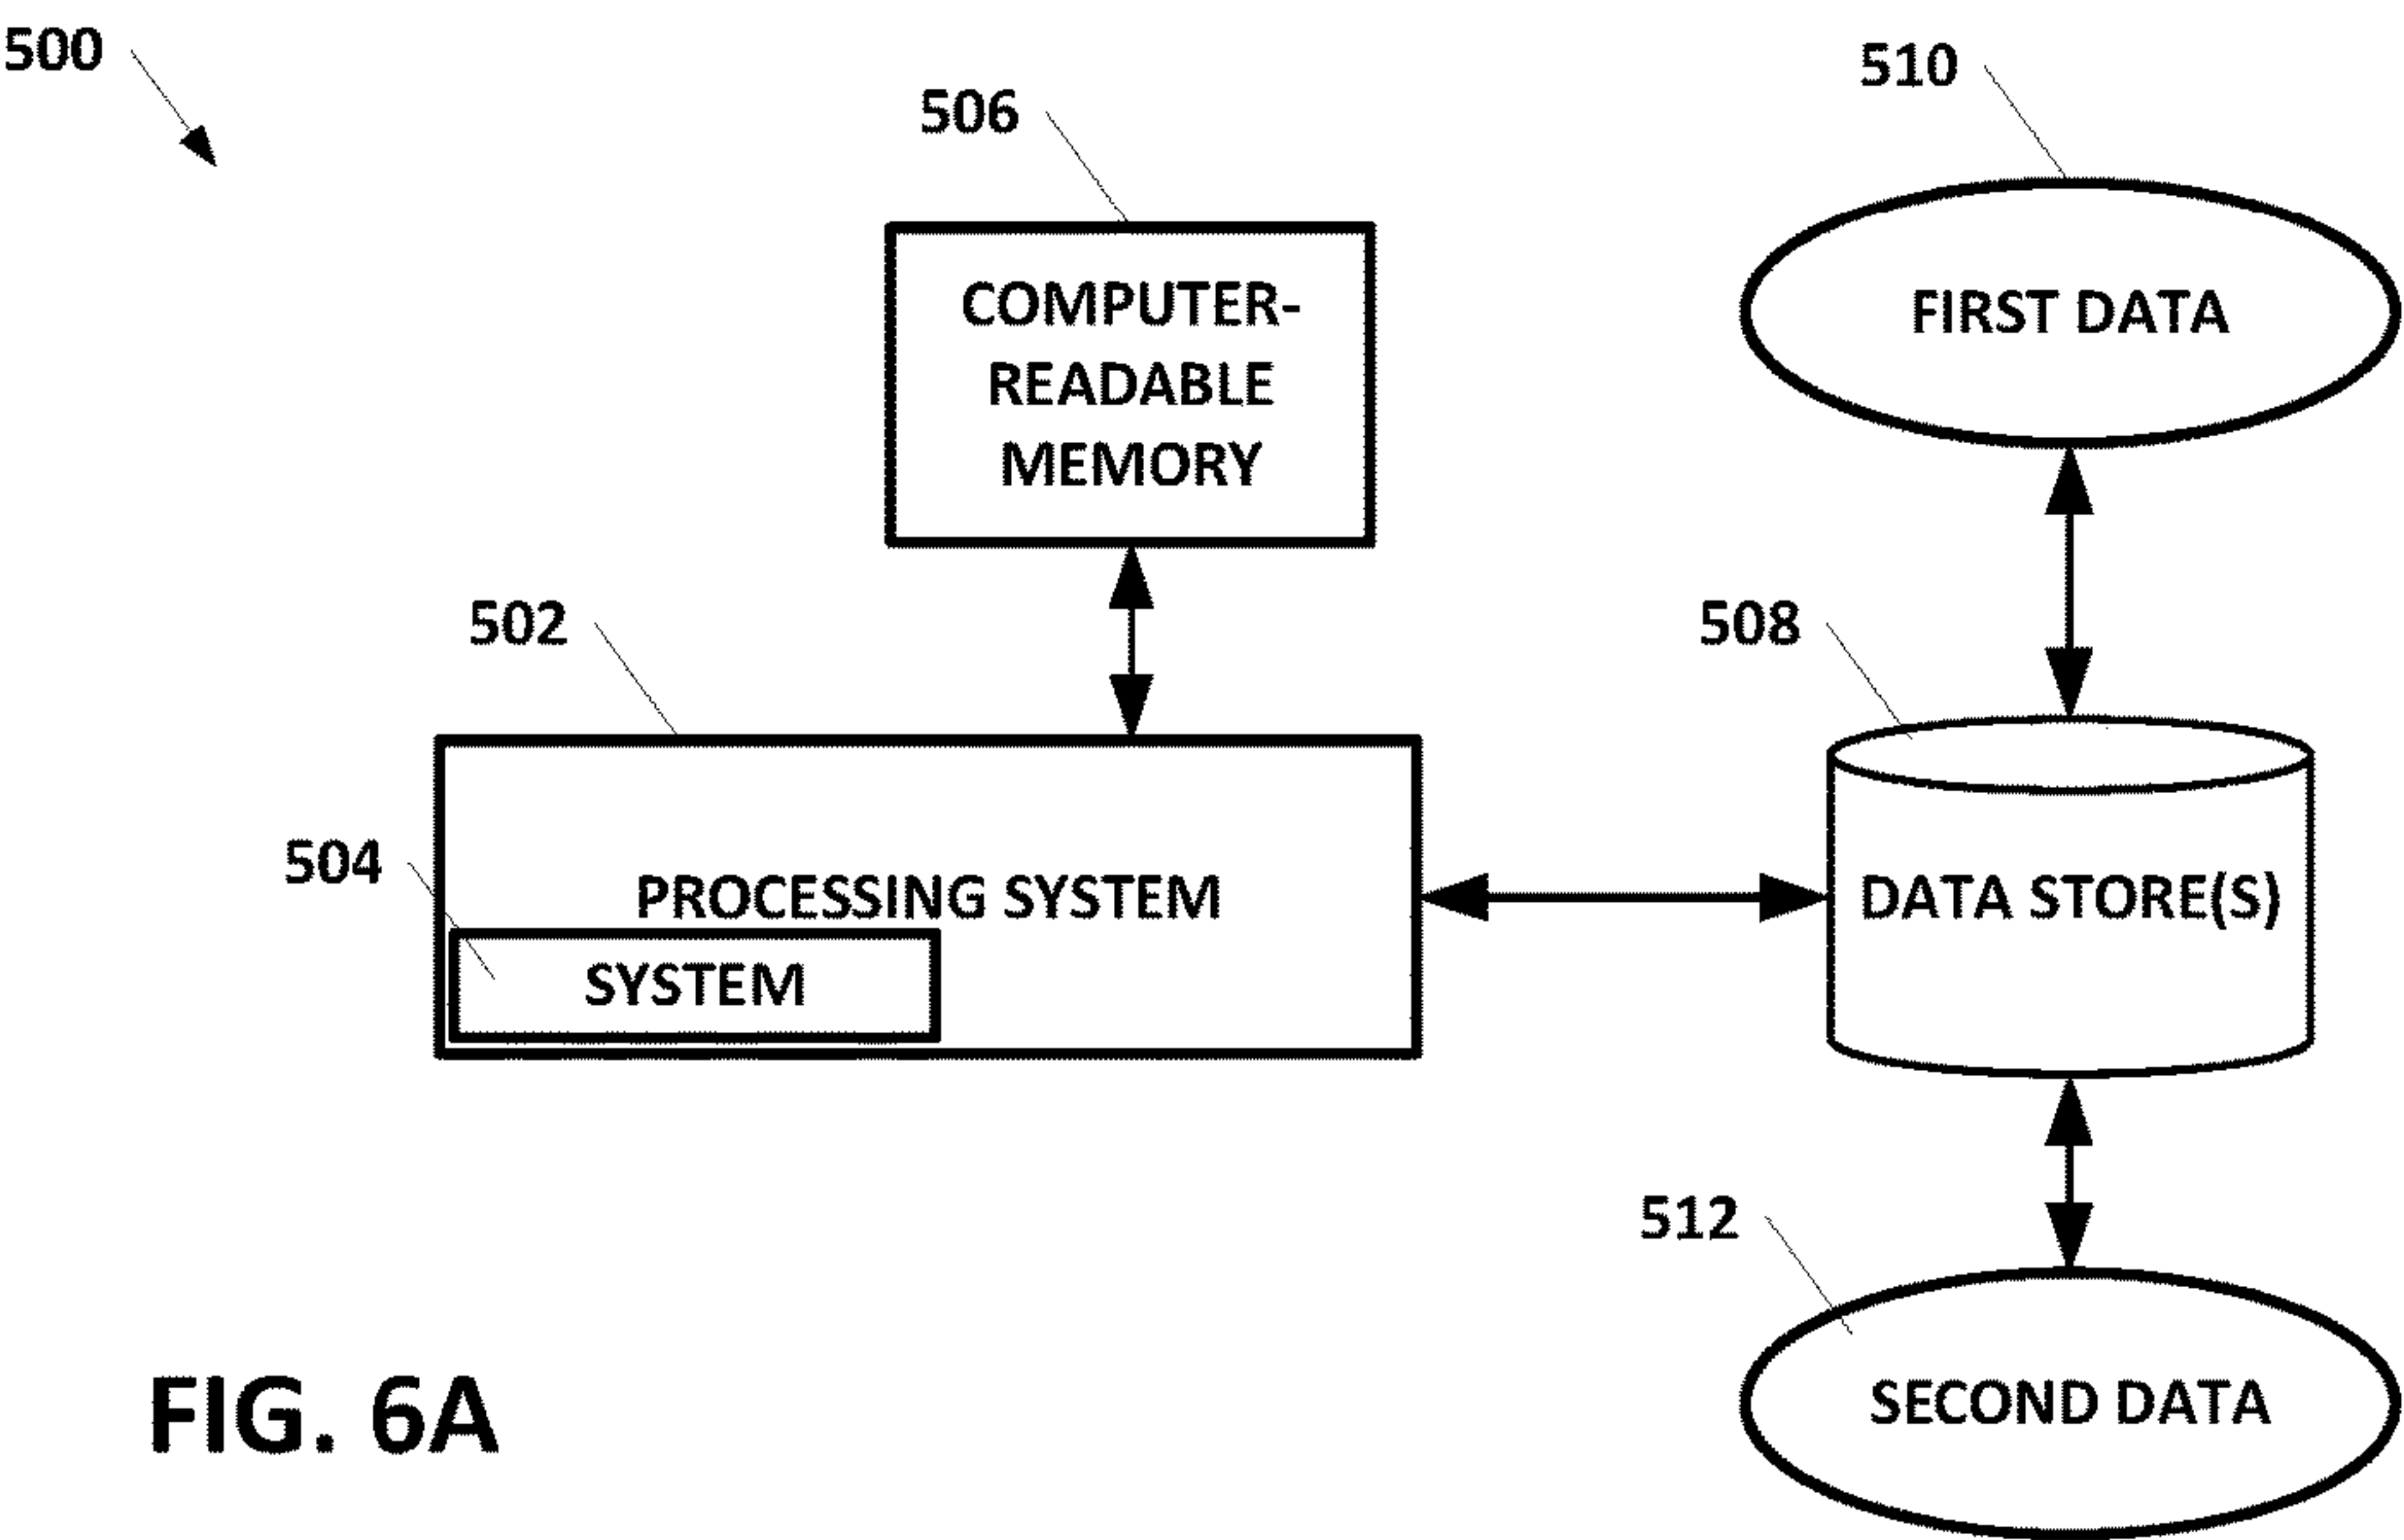 500
510
506
COMPUTER-
READABLE
MEMORY
FIRST DATA
502
508
504
PROCESSING SYSTEM
DATA STORE(S)
SYSTEM
512
FIG. 6A
SECOND DATA